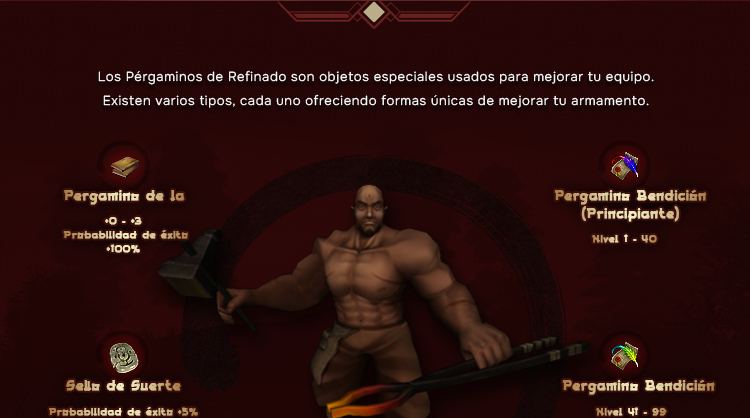 Los Pérgaminos de Refinado son objetos especiales usados para mejorar tu equipo.
Existen varios tipos, cada uno ofreciendo formas únicas de mejorar tu armamento.
Pergamino de la
+0 - +3
Probabilidad de éxito
+100%
Pergamino Bendición
(Principiante)
Nivel 1 - 40
Sello de Suerte
Probabilidad de éxito +5%
Pergamino Bendición
Nivel 41 - 99